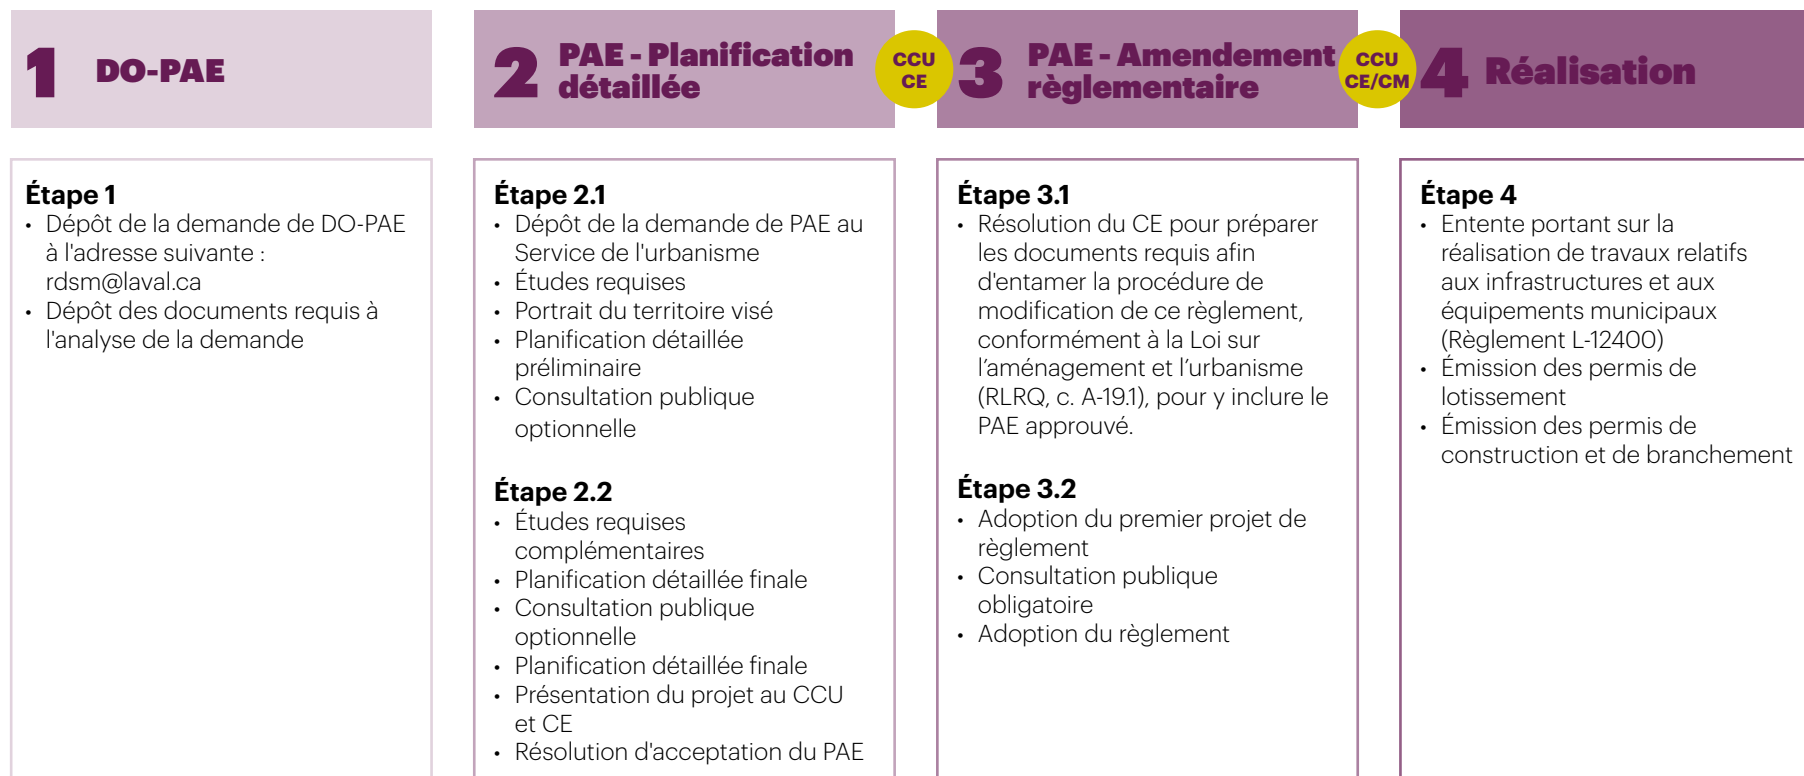 1 DO-PAE
2 PAE - Planification
détaillée
CCU
CE
3 PAE - Amendement
règlementaire
CCU
CE/CM
4 Réalisation
Étape 1
• Dépôt de la demande de DO-PAE
à l'adresse suivante :
rdsm@laval.ca
• Dépôt des documents requis à
l'analyse de la demande
Étape 2.1
• Dépôt de la demande de PAE au
Service de l'urbanisme
• Études requises
• Portrait du territoire visé
• Planification détaillée
préliminaire
• Consultation publique
optionnelle
Étape 2.2
• Études requises
complémentaires
• Planification détaillée finale
• Consultation publique
optionnelle
• Planification détaillée finale
• Présentation du projet au CCU
et CE
• Résolution d'acceptation du PAE
Étape 3.1
• Résolution du CE pour préparer
les documents requis afin
d'entamer la procédure de
modification de ce règlement,
conformément à la Loi sur
l’aménagement et l’urbanisme
(RLRQ, c. A-19.1), pour y inclure le
PAE approuvé.
Étape 3.2
• Adoption du premier projet de
règlement
• Consultation publique
obligatoire
• Adoption du règlement
Étape 4
• Entente portant sur la
réalisation de travaux relatifs
aux infrastructures et aux
équipements municipaux
(Règlement L-12400)
• Émission des permis de
lotissement
• Émission des permis de
construction et de branchement